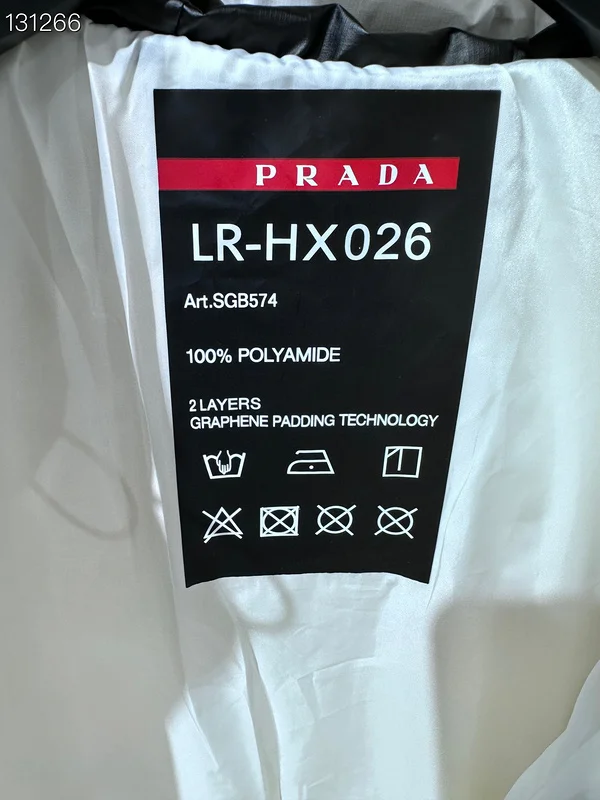 131266
PRADA
LR-HX026
Art.SGB574
100% POLYAMIDE
2 LAYERS
GRAPHENE PADDING TECHNOLOGY